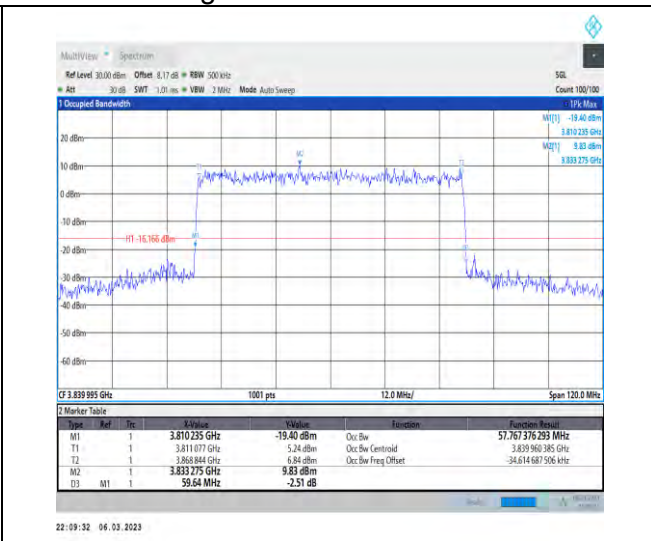 MultiView Spectrum
Ref Level 30.00 dBm Offset 8.17 dB RBW 500 kHz SGL
Att 30 dB SWT 1.01 ms VBW 2 MHz Mode Auto Sweep Count 100/100
1 Occupied Bandwidth 1Pk Max
M1[1] -19.40 dBm
3.810 235 GHz
M2[1] 9.83 dBm
3.833 275 GHz
20 dBm
M2
10 dBm
0 dBm
-10 dBm
H1 -16.166 dBm
M1
-20 dBm
-30 dBm
-40 dBm
-50 dBm
-60 dBm
CF 3.839 995 GHz 1001 pts 12.0 MHz/ Span 120.0 MHz
2 Marker Table
Type Ref Trc X-Value Y-Value Function Function Result
M1 1 3.810 235 GHz -19.40 dBm Occ Bw 57.767 376 293 MHz
T1 1 3.811 077 GHz 5.24 dBm Occ Bw Centroid 3.839 960 385 GHz
T2 1 3.868 844 GHz 6.84 dBm Occ Bw Freq Offset -34.614 687 506 kHz
M2 1 3.833 275 GHz 9.83 dBm
D3 M1 1 59.64 MHz -2.51 dB
22:09:32 06.03.2023